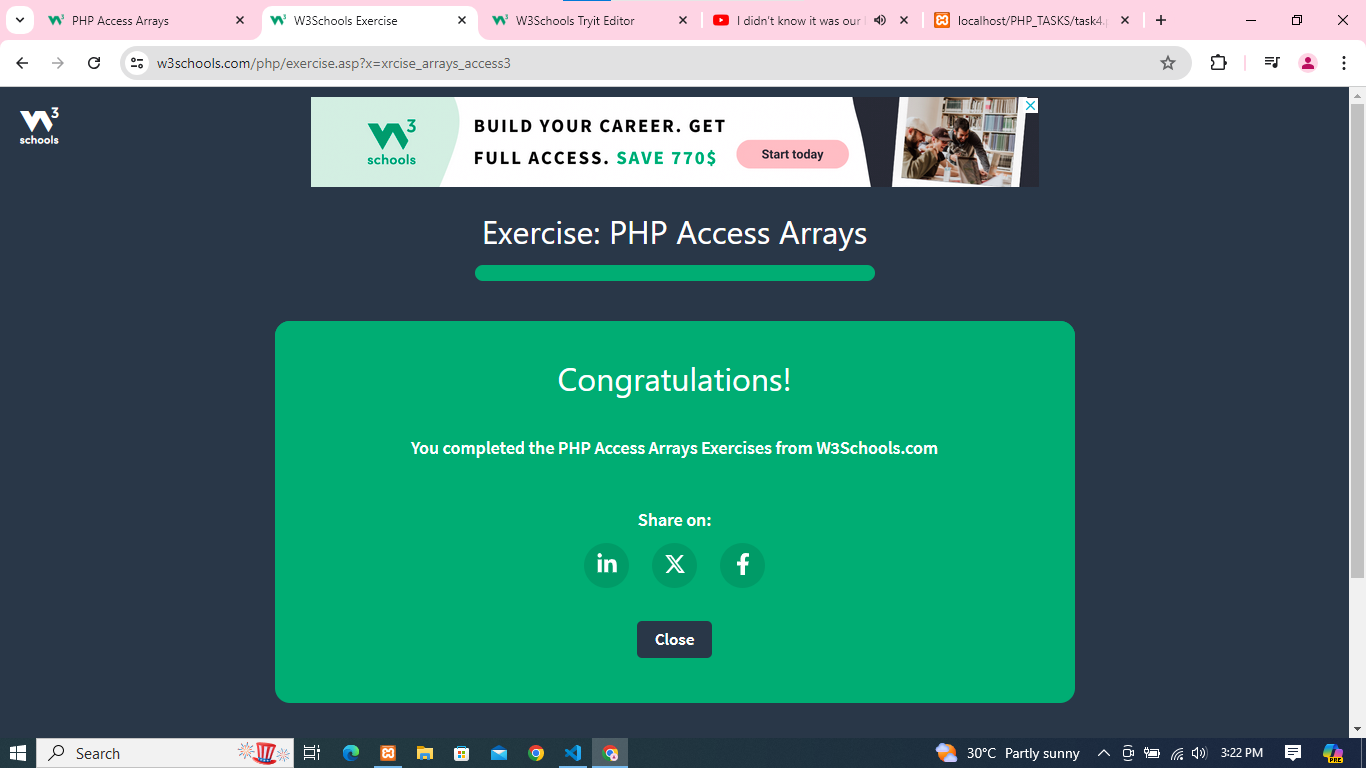 PHP Access Arrays
W3Schools Exercise
W3Schools Tryit Editor
I didn't know it was our
localhost/PHP_TASKS/task4.
w3schools.com/php/exercise.asp?x=xrcise_arrays_access3
W3
schools
W3
schools
BUILD YOUR CAREER. GET
FULL ACCESS. SAVE 770$
Start today
Exercise: PHP Access Arrays
Congratulations!
You completed the PHP Access Arrays Exercises from W3Schools.com
Share on:
in
X
f
Close
Search
30°C Partly sunny
3:22 PM
PRE